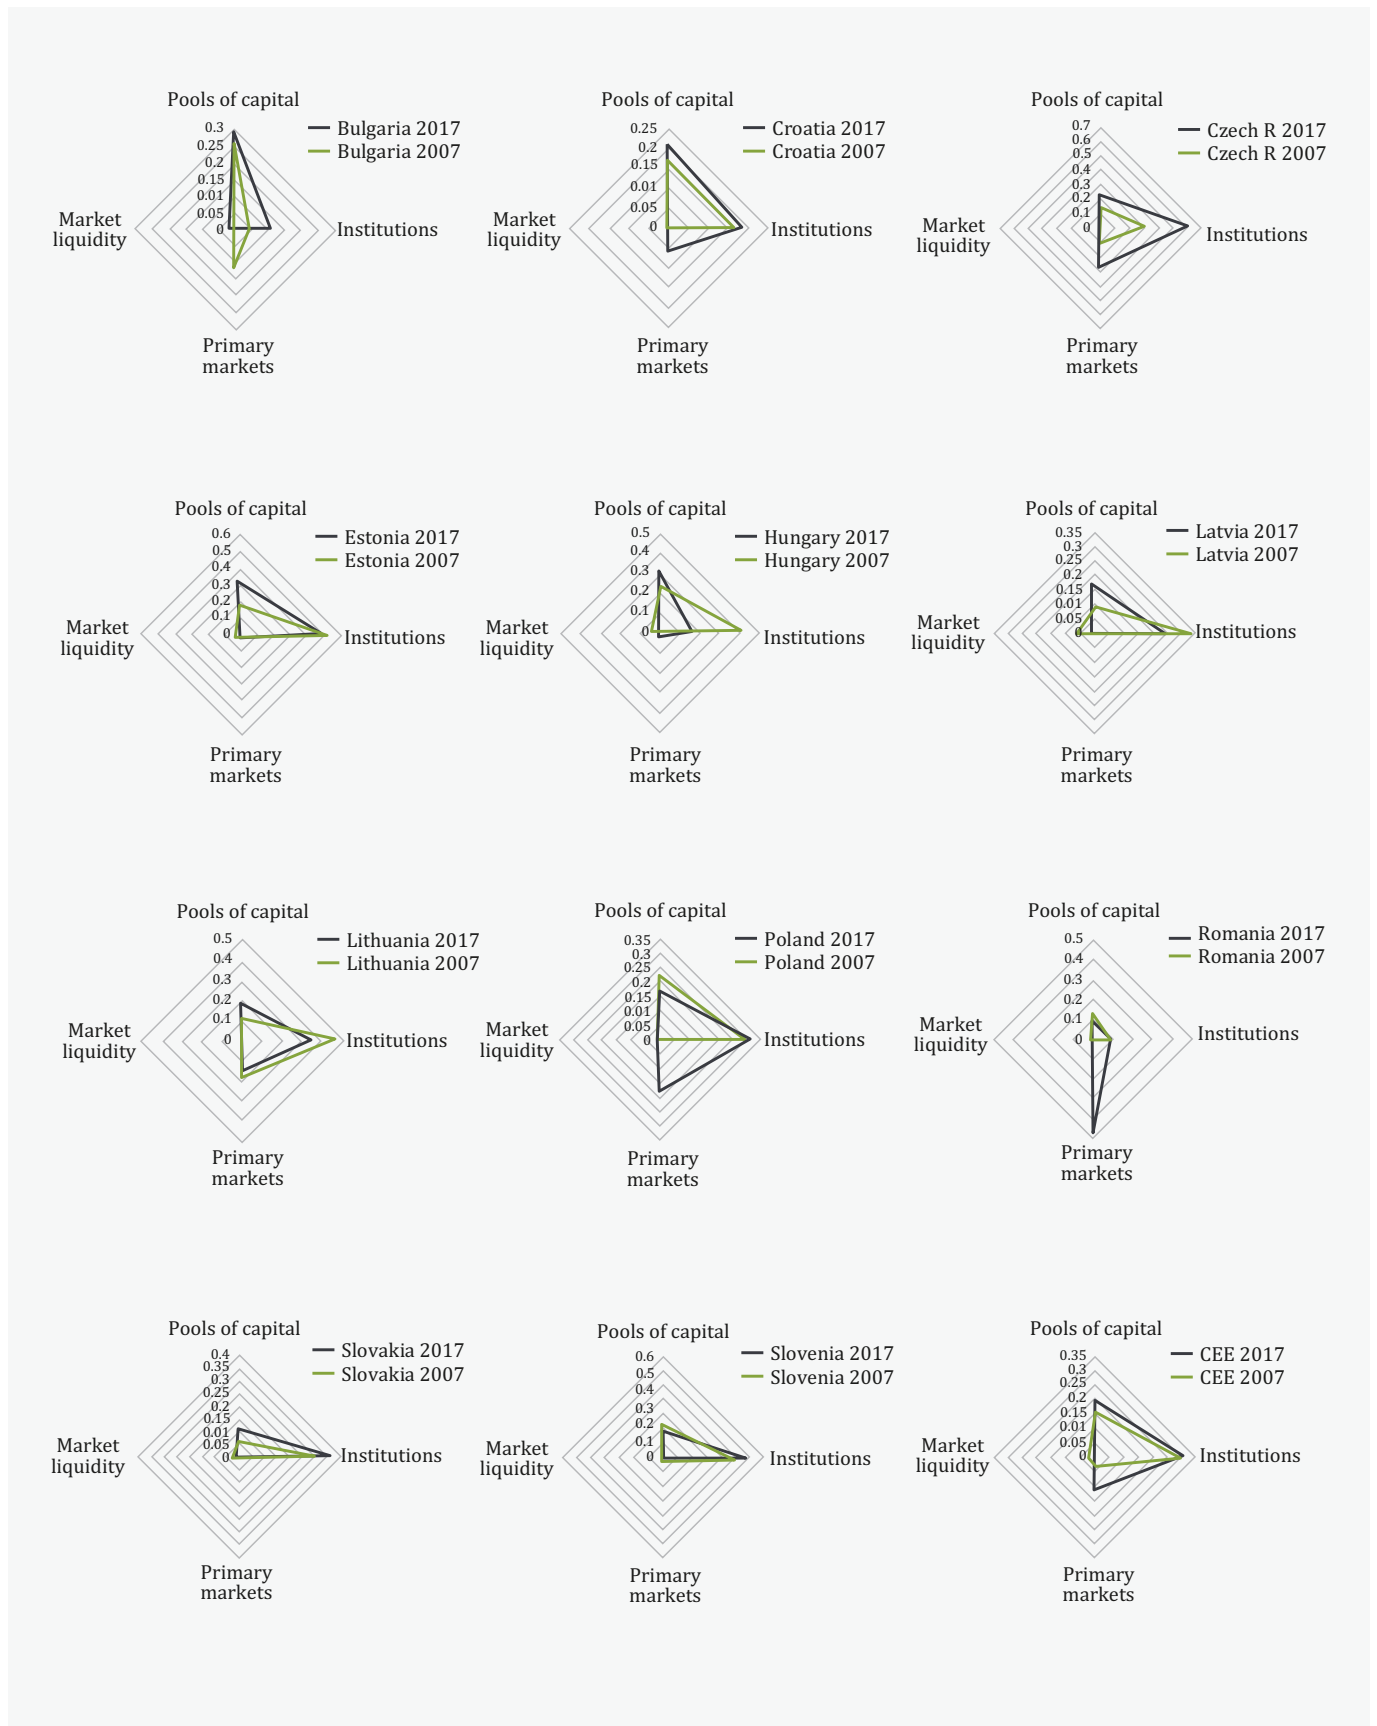 Pools of capital
0.3
0.25
0.2
0.15
0.01
0.05
0
Bulgaria 2017
Bulgaria 2007
Market
liquidity
Institutions
Primary
markets
Pools of capital
0.25
0.2
0.15
0.01
0.05
0
Croatia 2017
Croatia 2007
Market
liquidity
Institutions
Primary
markets
Pools of capital
0.7
0.6
0.5
0.4
0.3
0.2
0.1
0
Czech R 2017
Czech R 2007
Market
liquidity
Institutions
Primary
markets
Pools of capital
0.6
0.5
0.4
0.3
0.2
0.1
0
Estonia 2017
Estonia 2007
Market
liquidity
Institutions
Primary
markets
Pools of capital
0.5
0.4
0.3
0.2
0.1
0
Hungary 2017
Hungary 2007
Market
liquidity
Institutions
Primary
markets
Pools of capital
0.35
0.3
0.25
0.2
0.15
0.01
0.05
0
Latvia 2017
Latvia 2007
Market
liquidity
Institutions
Primary
markets
Pools of capital
0.5
0.4
0.3
0.2
0.1
0
Lithuania 2017
Lithuania 2007
Market
liquidity
Institutions
Primary
markets
Pools of capital
0.35
0.3
0.25
0.2
0.15
0.01
0.05
0
Poland 2017
Poland 2007
Market
liquidity
Institutions
Primary
markets
Pools of capital
0.5
0.4
0.3
0.2
0.1
0
Romania 2017
Romania 2007
Market
liquidity
Institutions
Primary
markets
Pools of capital
0.4
0.35
0.3
0.25
0.2
0.15
0.01
0.05
0
Slovakia 2017
Slovakia 2007
Market
liquidity
Institutions
Primary
markets
Pools of capital
0.6
0.5
0.4
0.3
0.2
0.1
0
Slovenia 2017
Slovenia 2007
Market
liquidity
Institutions
Primary
markets
Pools of capital
0.35
0.3
0.25
0.2
0.15
0.01
0.05
0
CEE 2017
CEE 2007
Market
liquidity
Institutions
Primary
markets